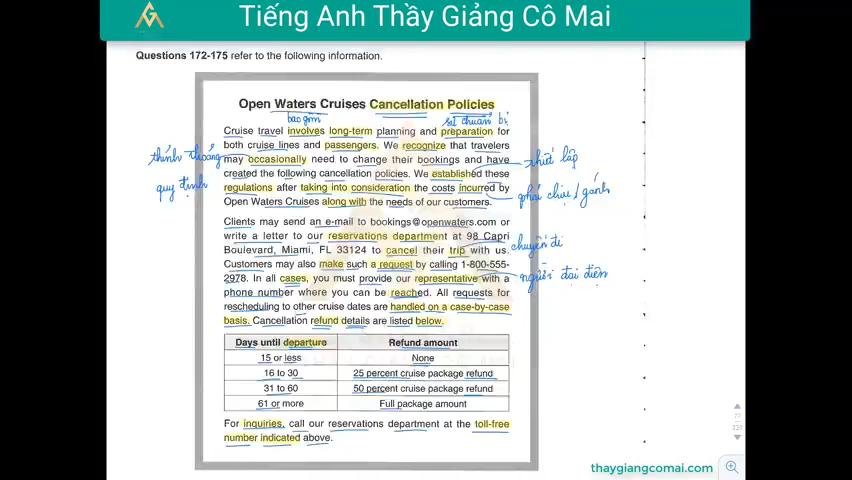 Tiếng Anh Thầy Giảng Cô Mai
Questions 172-175 refer to the following information.
Open Waters Cruises Cancellation Policies
bao gồm
sự chuẩn bị
Cruise travel involves long-term planning and preparation for
both cruise lines and passengers. We recognize that travelers
thỉnh thoảng
may occasionally need to change their bookings and have
thiết lập
created the following cancellation policies. We established these
quy định
regulations after taking into consideration the costs incurred by
phải chịu / gánh
Open Waters Cruises along with the needs of our customers.
Clients may send an e-mail to bookings@openwaters.com or
write a letter to our reservations department at 98 Capri
Boulevard, Miami, FL 33124 to cancel their trip with us.
chuyến đi
Customers may also make such a request by calling 1-800-555-
2978. In all cases, you must provide our representative with a
người đại diện
phone number where you can be reached. All requests for
rescheduling to other cruise dates are handled on a case-by-case
basis. Cancellation refund details are listed below.
Days until departure Refund amount
15 or less None
16 to 30 25 percent cruise package refund
31 to 60 50 percent cruise package refund
61 or more Full package amount
For inquiries, call our reservations department at the toll-free
number indicated above.
thaygiangcomai.com